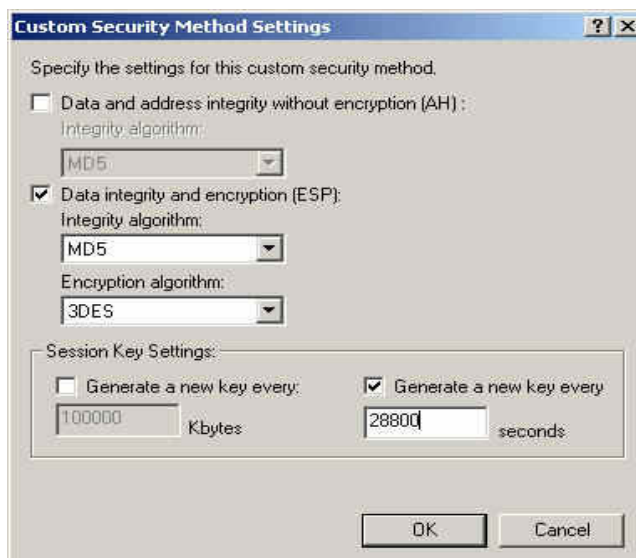 Custom Security Method Settings
Specify the settings for this custom security method.
Data and address integrity without encryption (AH) :
Integrity algorithm:
MD5
Data integrity and encryption (ESP):
Integrity algorithm:
MD5
Encryption algorithm:
3DES
Session Key Settings:
Generate a new key every:
Generate a new key every
100000
Kbytes
28800
seconds
OK
Cancel